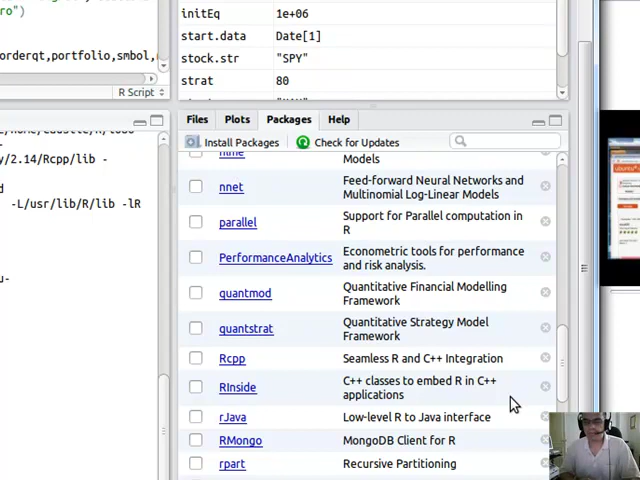 ro")
orderqt,portfolio,smbol,
R Script
/2.14/Rcpp/lib -
d
-L/usr/lib/R/lib -lR
u-
initEq 1e+06
start.data Date[1]
stock.str "SPY"
strat 80
Files Plots Packages Help
Install Packages Check for Updates
nlme Models
nnet Feed-forward Neural Networks and
Multinomial Log-Linear Models
parallel Support for Parallel computation in
R
PerformanceAnalytics Econometric tools for performance
and risk analysis.
quantmod Quantitative Financial Modelling
Framework
quantstrat Quantitative Strategy Model
Framework
Rcpp Seamless R and C++ Integration
RInside C++ classes to embed R in C++
applications
rJava Low-level R to Java interface
RMongo MongoDB Client for R
rpart Recursive Partitioning